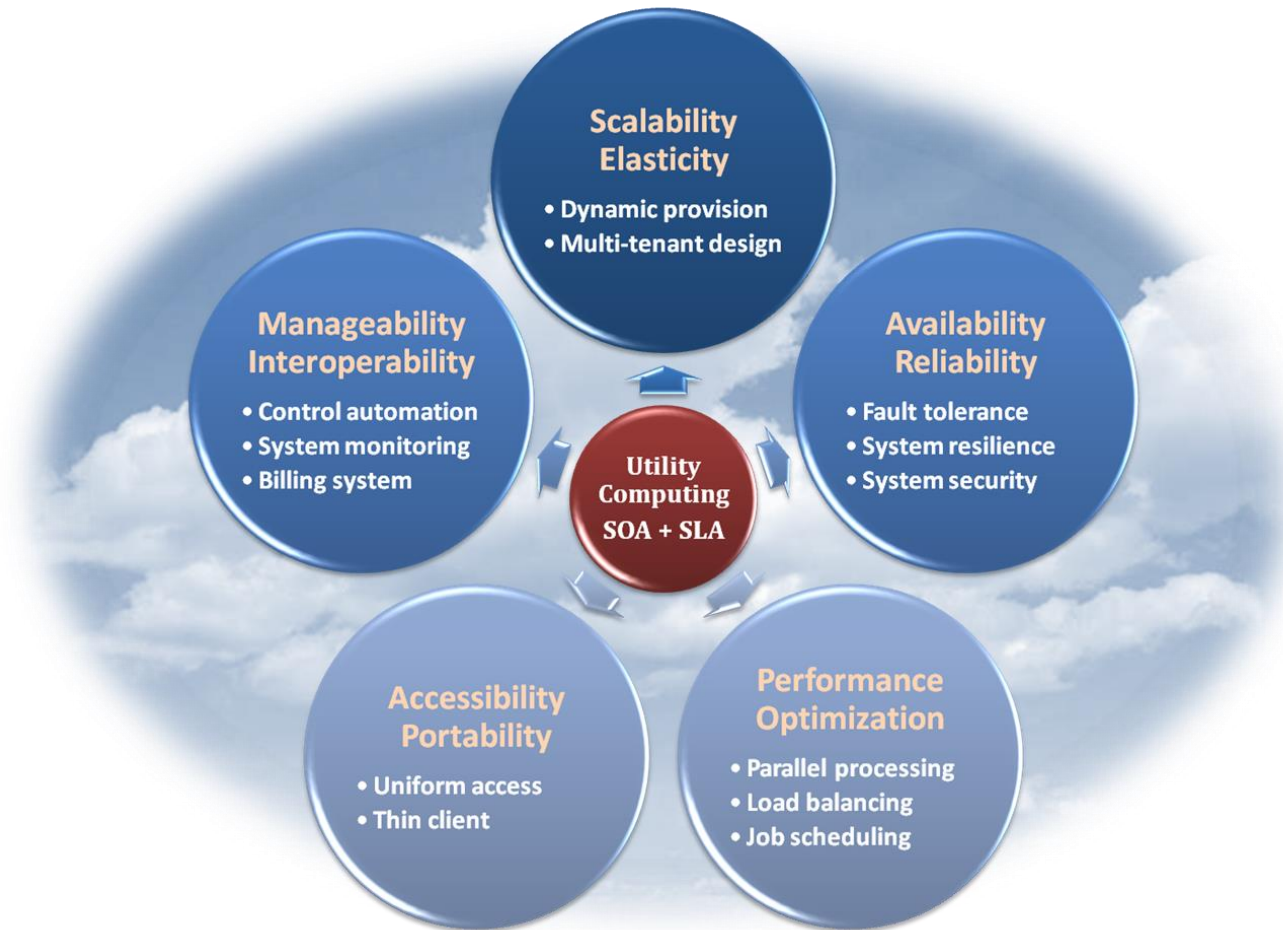 Scalability
Elasticity
• Dynamic provision
• Multi-tenant design
Manageability
Interoperability
• Control automation
• System monitoring
• Billing system
Availability
Reliability
• Fault tolerance
• System resilience
• System security
Utility
Computing
SOA + SLA
Accessibility
Portability
• Uniform access
• Thin client
Performance
Optimization
• Parallel processing
• Load balancing
• Job scheduling